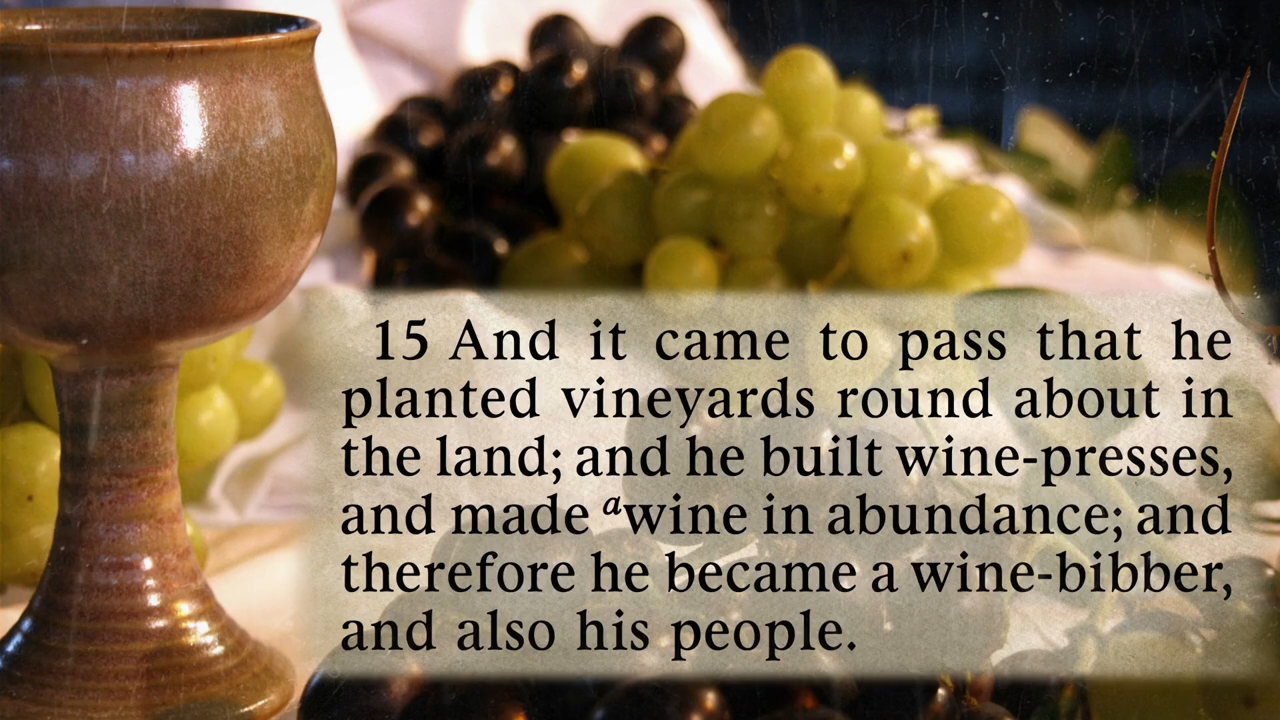 15 And it came to pass that he
planted vineyards round about in
the land; and he built wine-presses,
and made ᵃwine in abundance; and
therefore he became a wine-bibber,
and also his people.